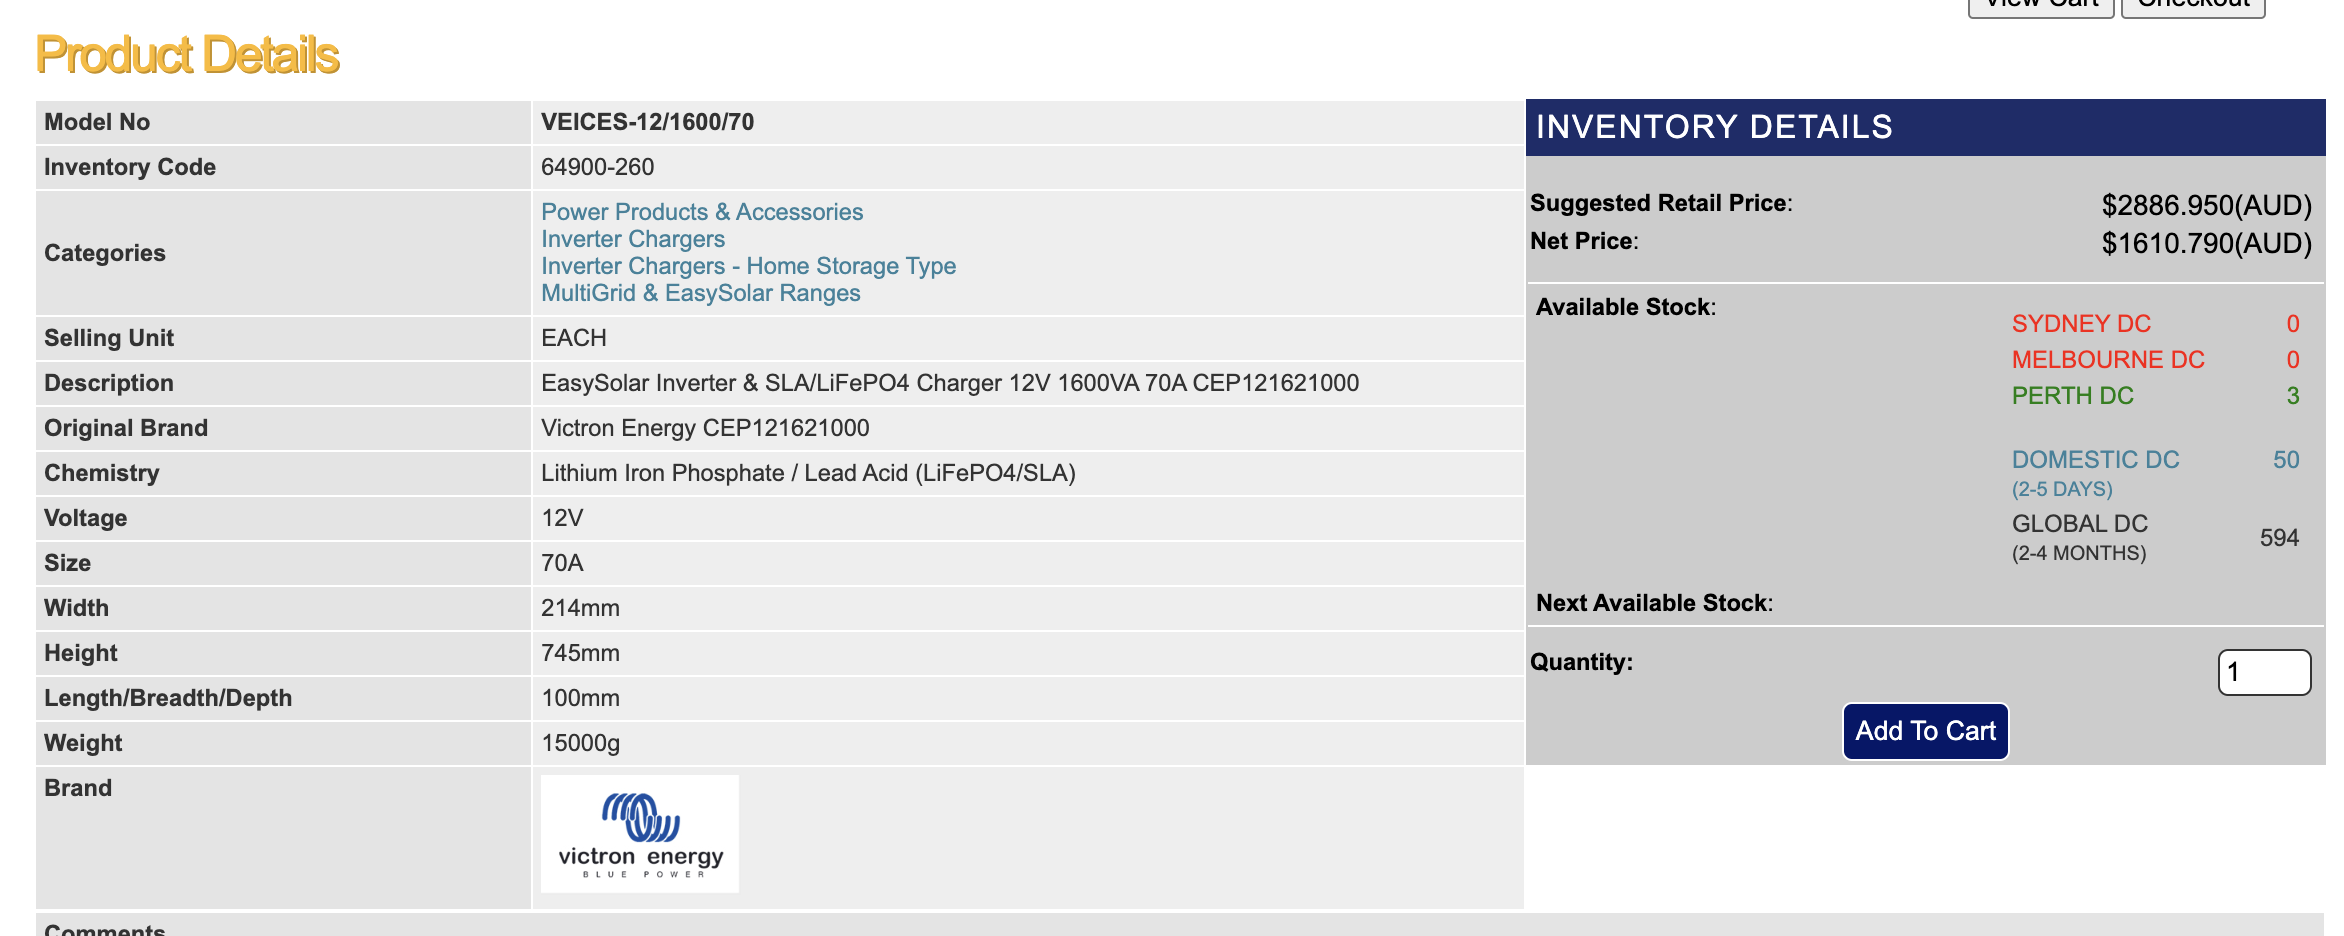 View Cart
Checkout
Product Details
Model No
VEICES-12/1600/70
Inventory Code
64900-260
Categories
Power Products & Accessories
Inverter Chargers
Inverter Chargers - Home Storage Type
MultiGrid & EasySolar Ranges
Selling Unit
EACH
Description
EasySolar Inverter & SLA/LiFePO4 Charger 12V 1600VA 70A CEP121621000
Original Brand
Victron Energy CEP121621000
Chemistry
Lithium Iron Phosphate / Lead Acid (LiFePO4/SLA)
Voltage
12V
Size
70A
Width
214mm
Height
745mm
Length/Breadth/Depth
100mm
Weight
15000g
Brand
victron energy
BLUE POWER
Comments
INVENTORY DETAILS
Suggested Retail Price:
$2886.950(AUD)
Net Price:
$1610.790(AUD)
Available Stock:
SYDNEY DC 0
MELBOURNE DC 0
PERTH DC 3
DOMESTIC DC 50
(2-5 DAYS)
GLOBAL DC 594
(2-4 MONTHS)
Next Available Stock:
Quantity:
1
Add To Cart